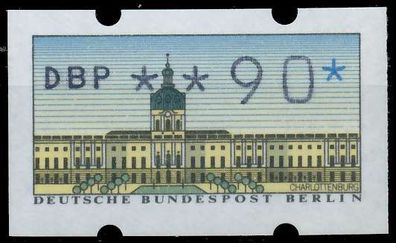 DBP **90*
CHARLOTTENBURG
DEUTSCHE BUNDESPOST BERLIN